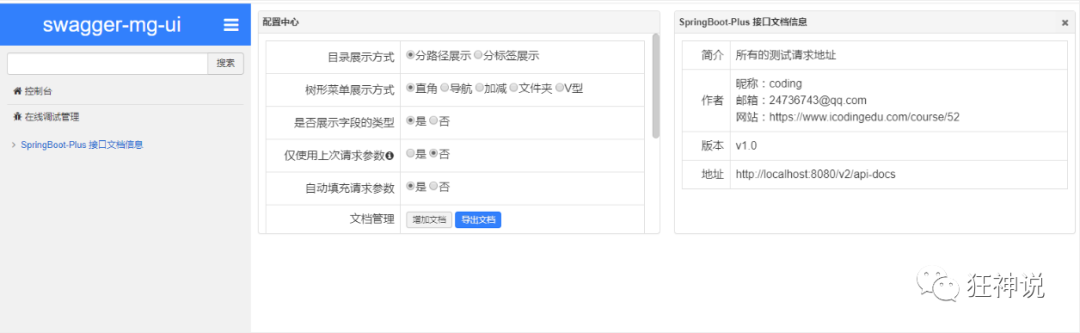 swagger-mg-ui
搜索
控制台
在线调试管理
SpringBoot-Plus 接口文档信息
配置中心
目录展示方式 分路径展示 分标签展示
树形菜单展示方式 直角 导航 加减 文件夹 V型
是否展示字段的类型 是 否
仅使用上次请求参数 是 否
自动填充请求参数 是 否
文档管理 增加文档 导出文档
SpringBoot-Plus 接口文档信息
简介 所有的测试请求地址
昵称：coding
作者 邮箱：24736743@qq.com
网站：https://www.icodingedu.com/course/52
版本 v1.0
地址 http://localhost:8080/v2/api-docs
狂神说